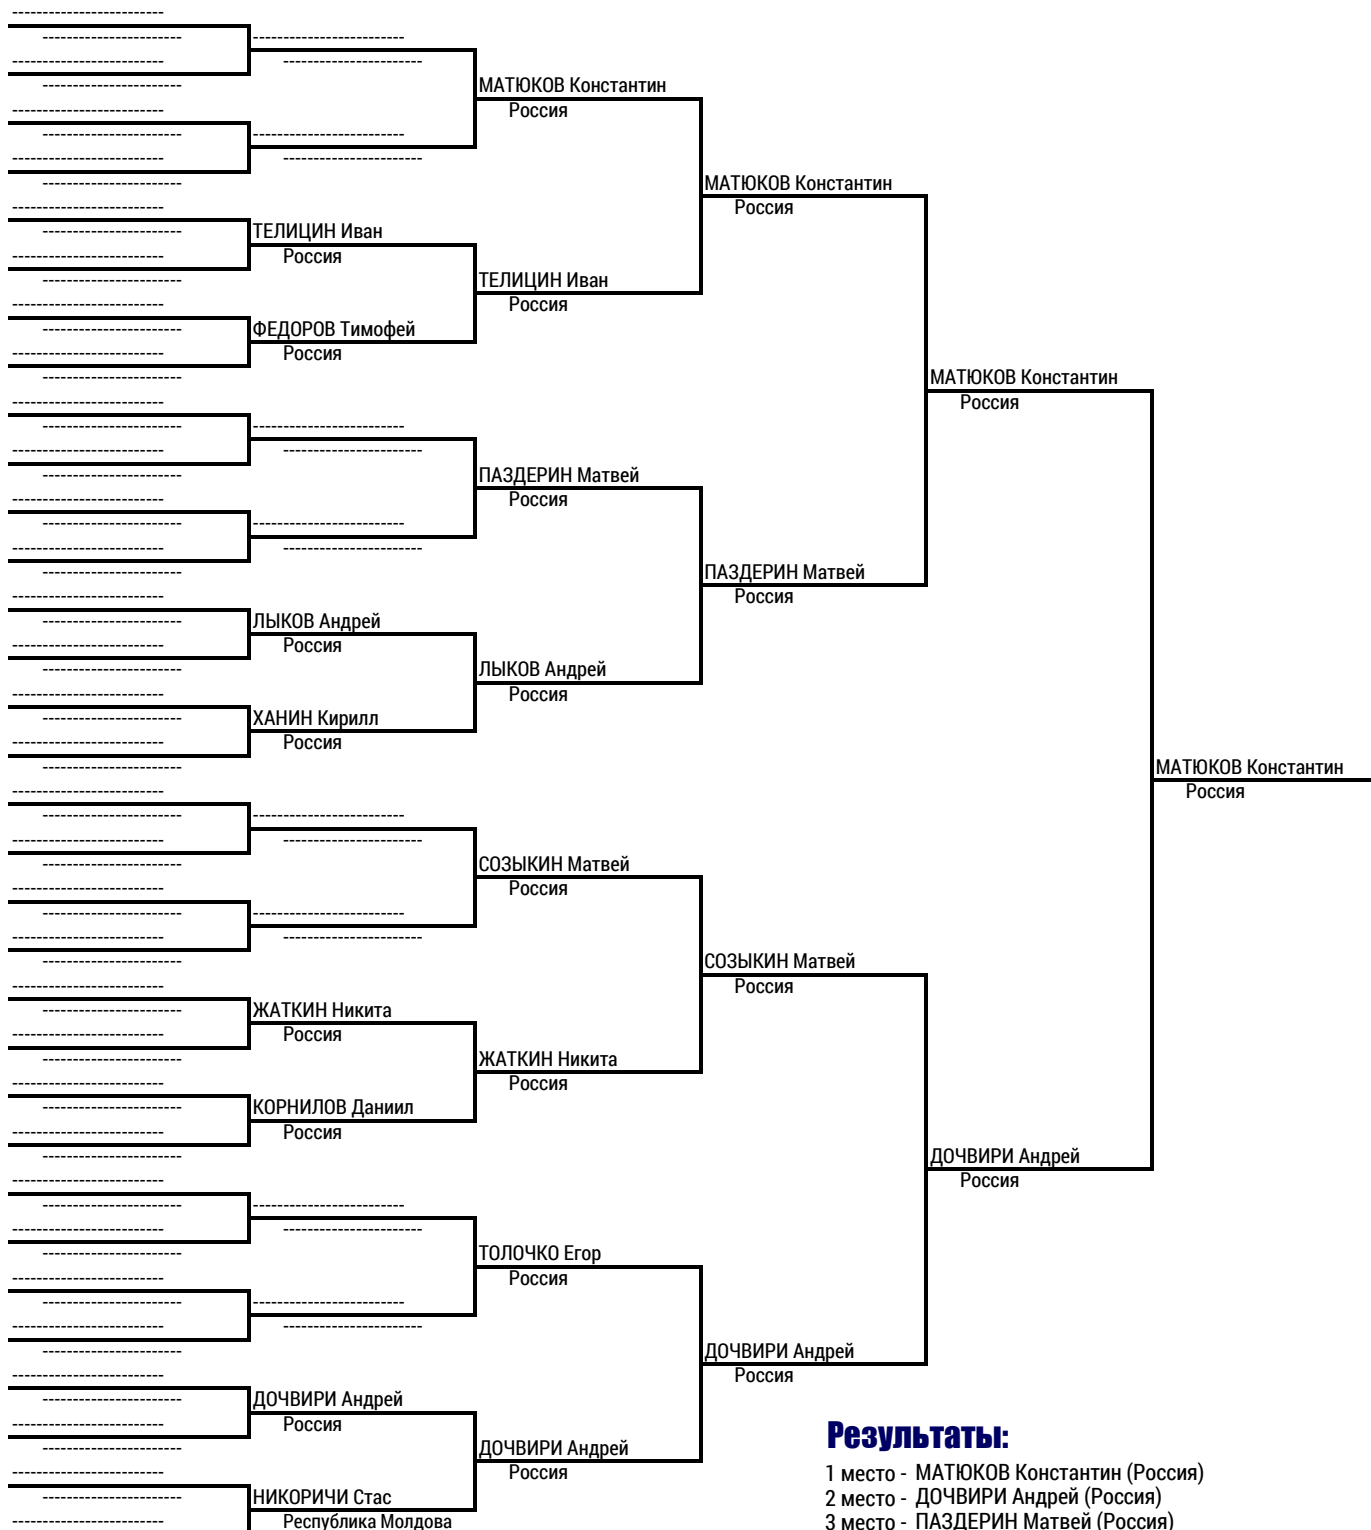 МАТЮКОВ Константин
Россия
МАТЮКОВ Константин
Россия
ТЕЛИЦИН Иван
Россия
ТЕЛИЦИН Иван
Россия
ФЕДОРОВ Тимофей
Россия
МАТЮКОВ Константин
Россия
ПАЗДЕРИН Матвей
Россия
ПАЗДЕРИН Матвей
Россия
ЛЫКОВ Андрей
Россия
ЛЫКОВ Андрей
Россия
ХАНИН Кирилл
Россия
МАТЮКОВ Константин
Россия
СОЗЫКИН Матвей
Россия
СОЗЫКИН Матвей
Россия
ЖАТКИН Никита
Россия
ЖАТКИН Никита
Россия
КОРНИЛОВ Даниил
Россия
ДОЧВИРИ Андрей
Россия
ТОЛОЧКО Егор
Россия
ДОЧВИРИ Андрей
Россия
ДОЧВИРИ Андрей
Россия
ДОЧВИРИ Андрей
Россия
НИКОРИЧИ Стас
Республика Молдова
Результаты:
1 место - МАТЮКОВ Константин (Россия)
2 место - ДОЧВИРИ Андрей (Россия)
3 место - ПАЗДЕРИН Матвей (Россия)